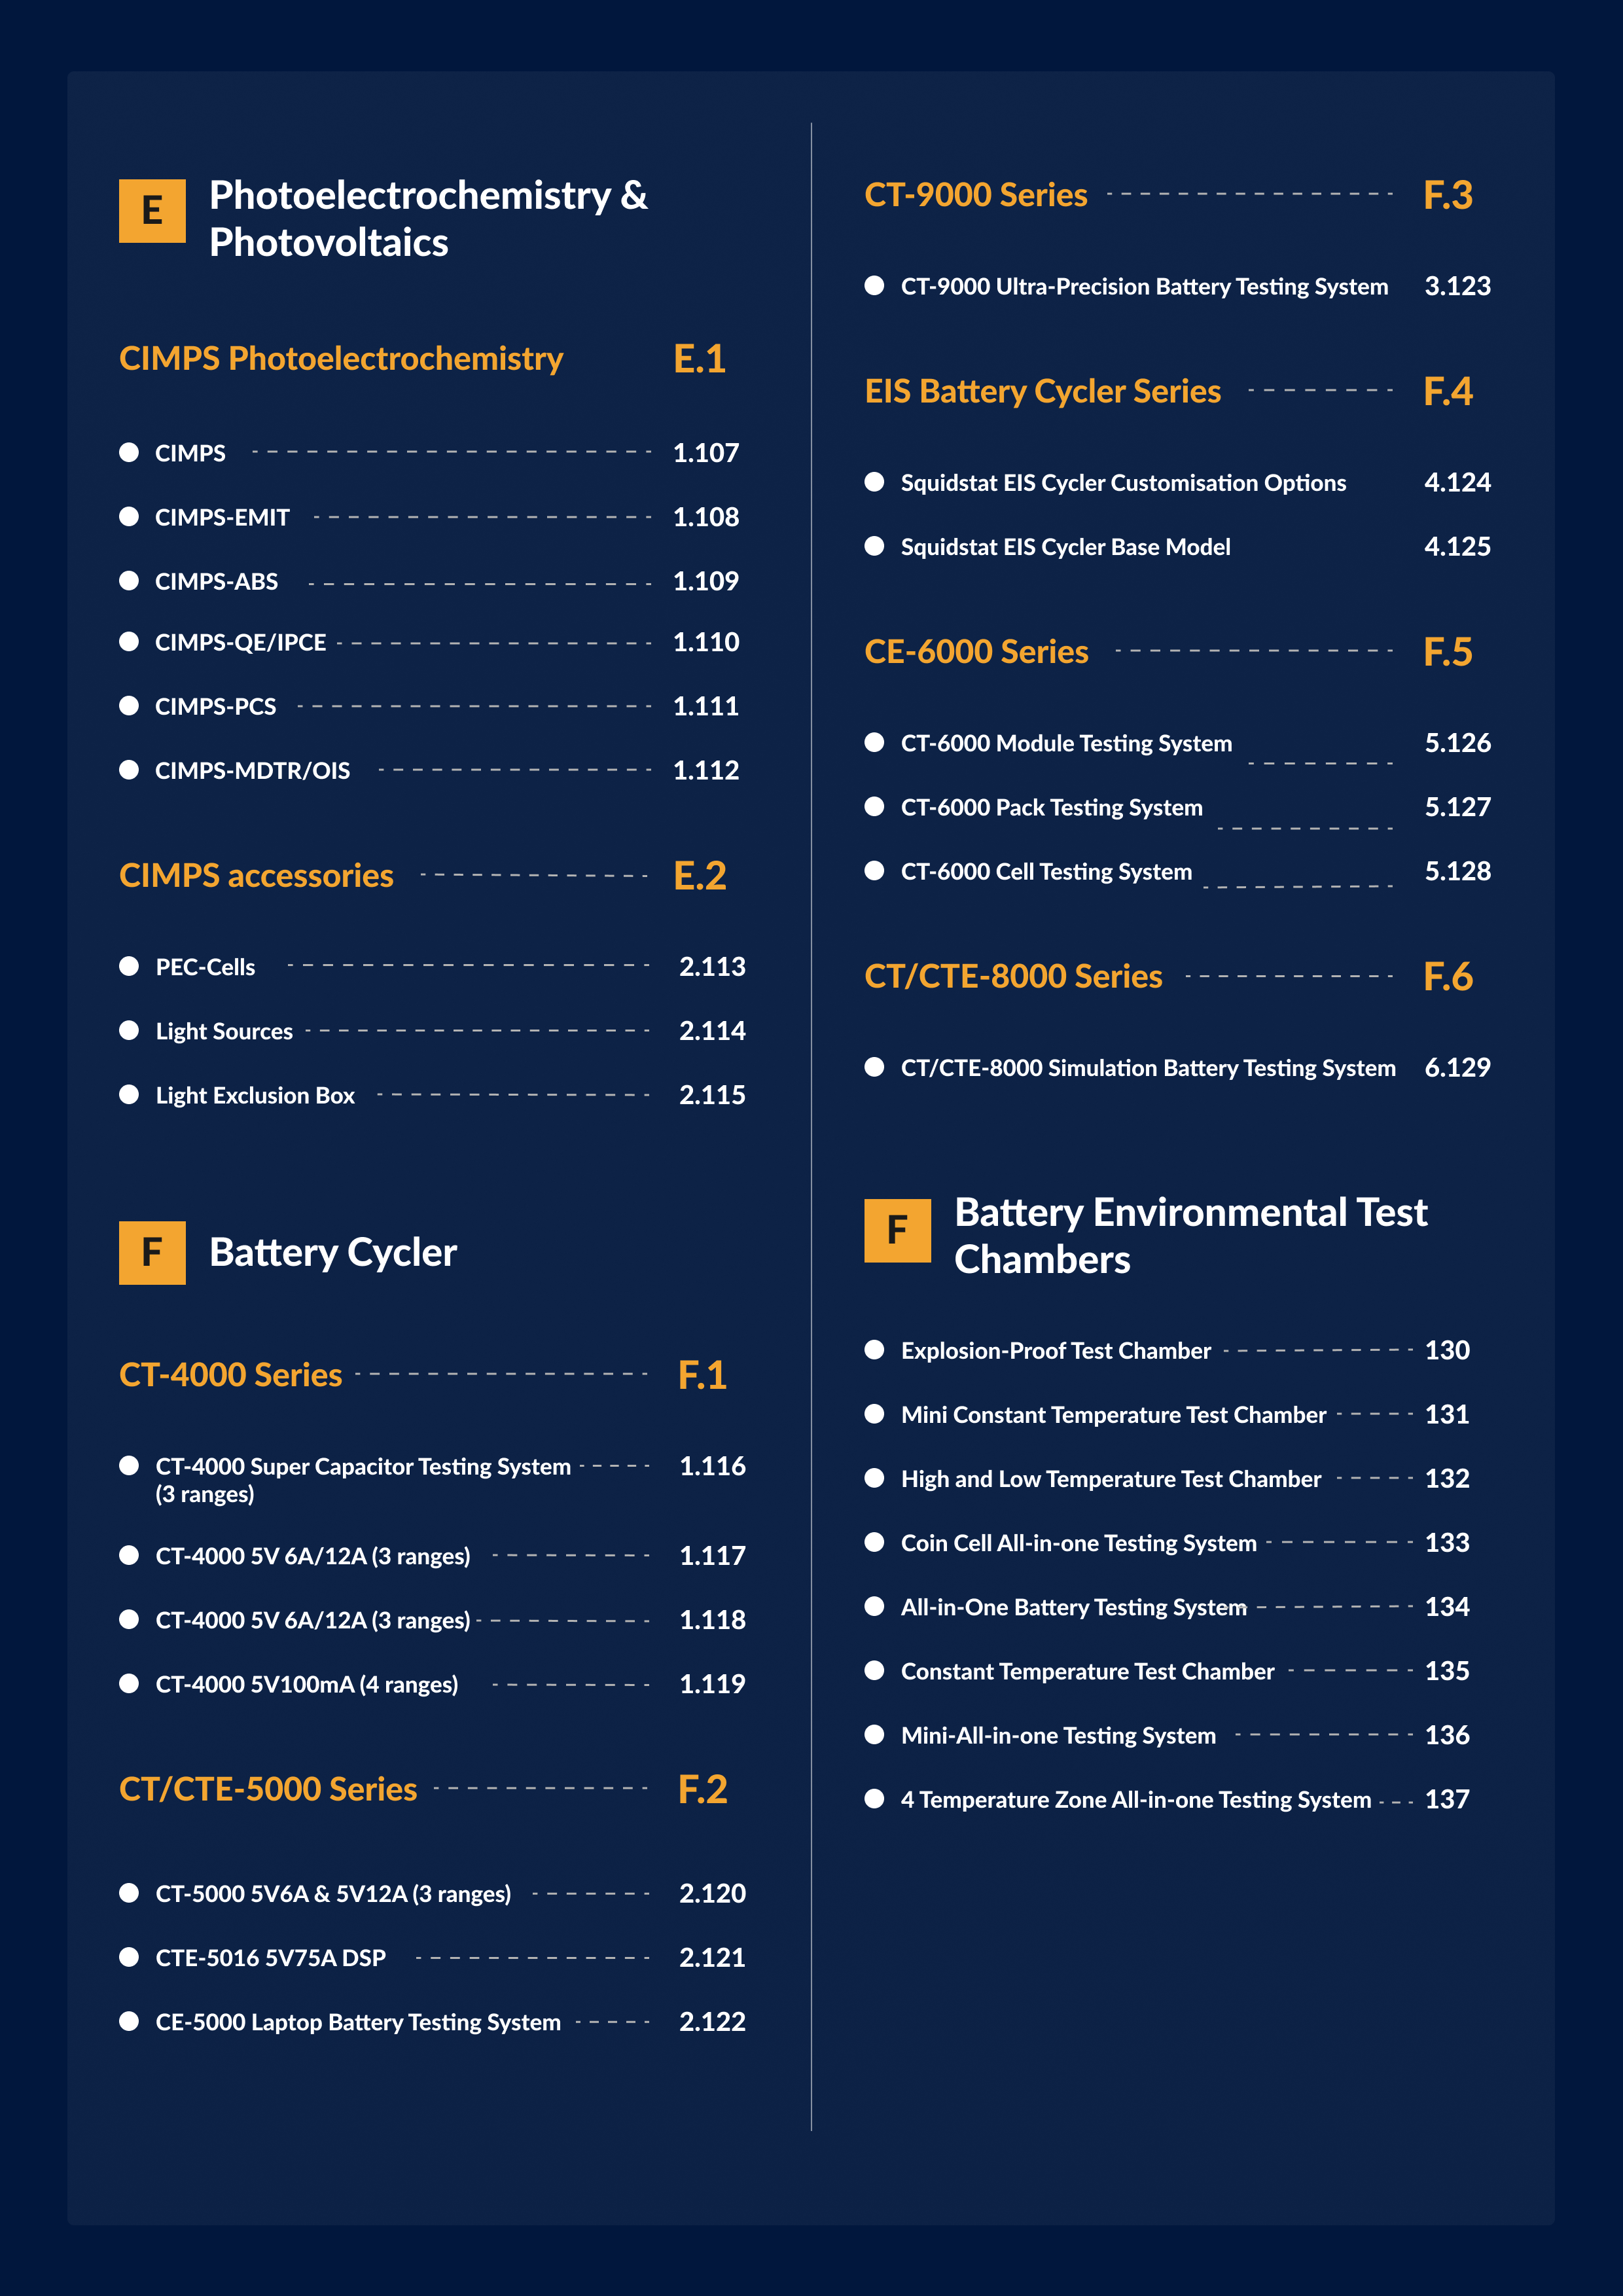 E
Photoelectrochemistry &
Photovoltaics
CIMPS Photoelectrochemistry E.1
CIMPS 1.107
CIMPS-EMIT 1.108
CIMPS-ABS 1.109
CIMPS-QE/IPCE 1.110
CIMPS-PCS 1.111
CIMPS-MDTR/OIS 1.112
CIMPS accessories E.2
PEC-Cells 2.113
Light Sources 2.114
Light Exclusion Box 2.115
F Battery Cycler
CT-4000 Series F.1
CT-4000 Super Capacitor Testing System 1.116
(3 ranges)
CT-4000 5V 6A/12A (3 ranges) 1.117
CT-4000 5V 6A/12A (3 ranges) 1.118
CT-4000 5V100mA (4 ranges) 1.119
CT/CTE-5000 Series F.2
CT-5000 5V6A & 5V12A (3 ranges) 2.120
CTE-5016 5V75A DSP 2.121
CE-5000 Laptop Battery Testing System 2.122
CT-9000 Series F.3
CT-9000 Ultra-Precision Battery Testing System 3.123
EIS Battery Cycler Series F.4
Squidstat EIS Cycler Customisation Options 4.124
Squidstat EIS Cycler Base Model 4.125
CE-6000 Series F.5
CT-6000 Module Testing System 5.126
CT-6000 Pack Testing System 5.127
CT-6000 Cell Testing System 5.128
CT/CTE-8000 Series F.6
CT/CTE-8000 Simulation Battery Testing System 6.129
F
Battery Environmental Test
Chambers
Explosion-Proof Test Chamber 130
Mini Constant Temperature Test Chamber 131
High and Low Temperature Test Chamber 132
Coin Cell All-in-one Testing System 133
All-in-One Battery Testing System 134
Constant Temperature Test Chamber 135
Mini-All-in-one Testing System 136
4 Temperature Zone All-in-one Testing System 137